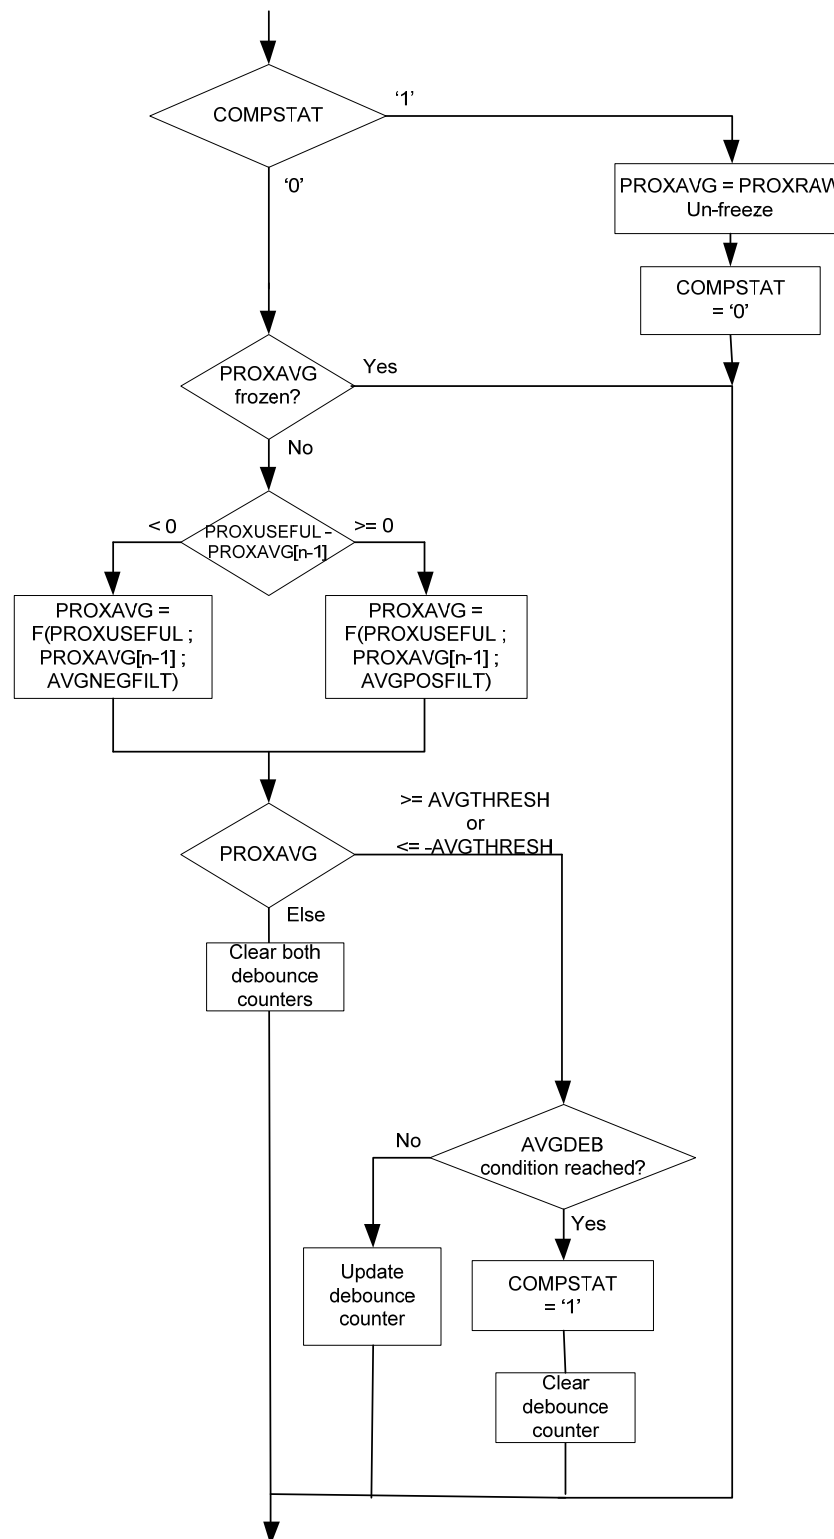 COMPSTAT
‘1’
‘0’
PROXAVG = PROXRAW
Un-freeze
COMPSTAT
= ‘0’
PROXAVG
frozen?
Yes
No
PROXUSEFUL -
PROXAVG[n-1]
< 0
>= 0
PROXAVG =
F(PROXUSEFUL ;
PROXAVG[n-1] ;
AVGNEGFILT)
PROXAVG =
F(PROXUSEFUL ;
PROXAVG[n-1] ;
AVGPOSFILT)
>= AVGTHRESH
or
<= -AVGTHRESH
PROXAVG
Else
Clear both
debounce
counters
AVGDEB
condition reached?
No
Yes
Update
debounce
counter
COMPSTAT
= ‘1’
Clear
debounce
counter